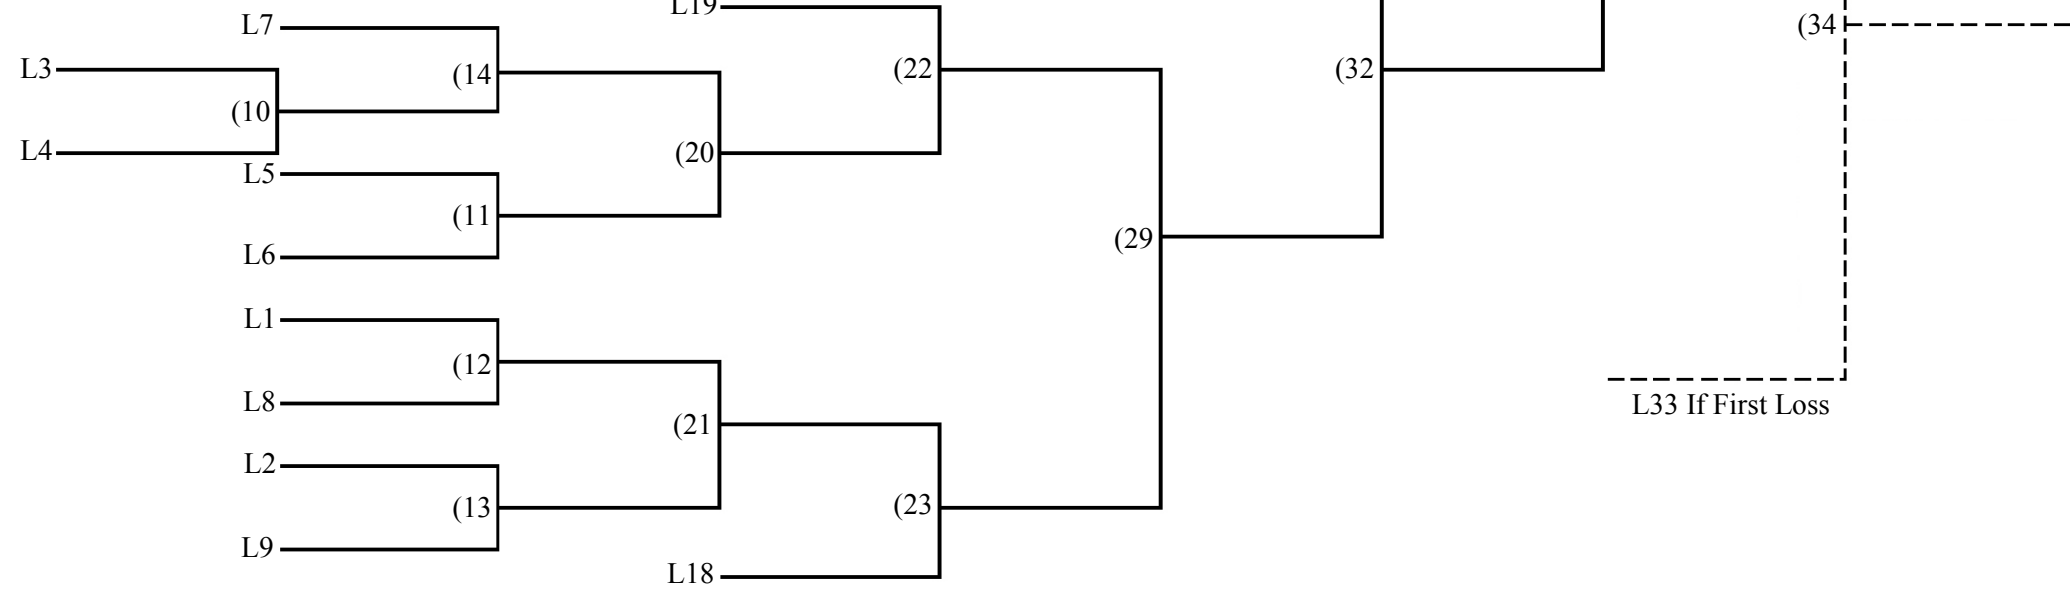 L19
L7
(34
L3
(14
(22
(32
(10
L4
(20
L5
(11
(29
L6
L1
(12
L8
L33 If First Loss
(21
L2
(13
(23
L9
L18